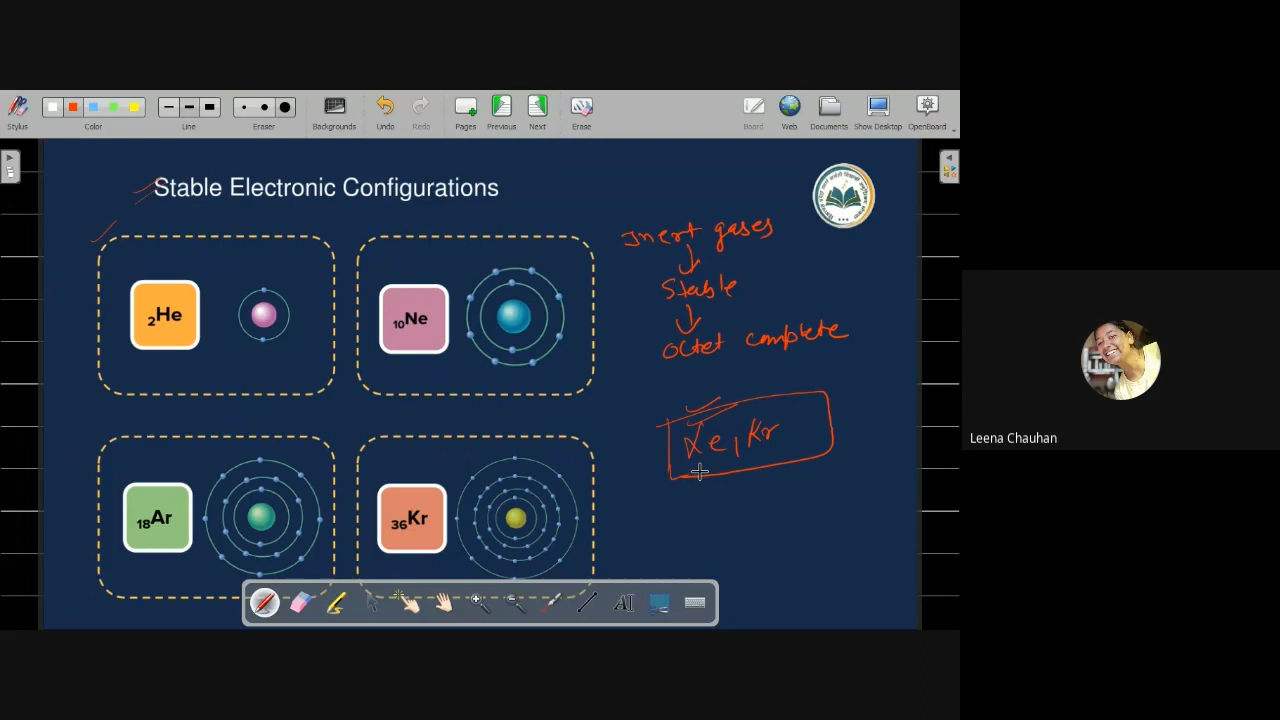 Stylus Color Line Eraser Backgrounds Undo Redo Pages Previous Next Erase Board Web Documents Show Desktop OpenBoard
Stable Electronic Configurations
2He
10Ne
18Ar
36Kr
Inert gases
Stable
Octet complete
Xe, Kr
AI
Leena Chauhan